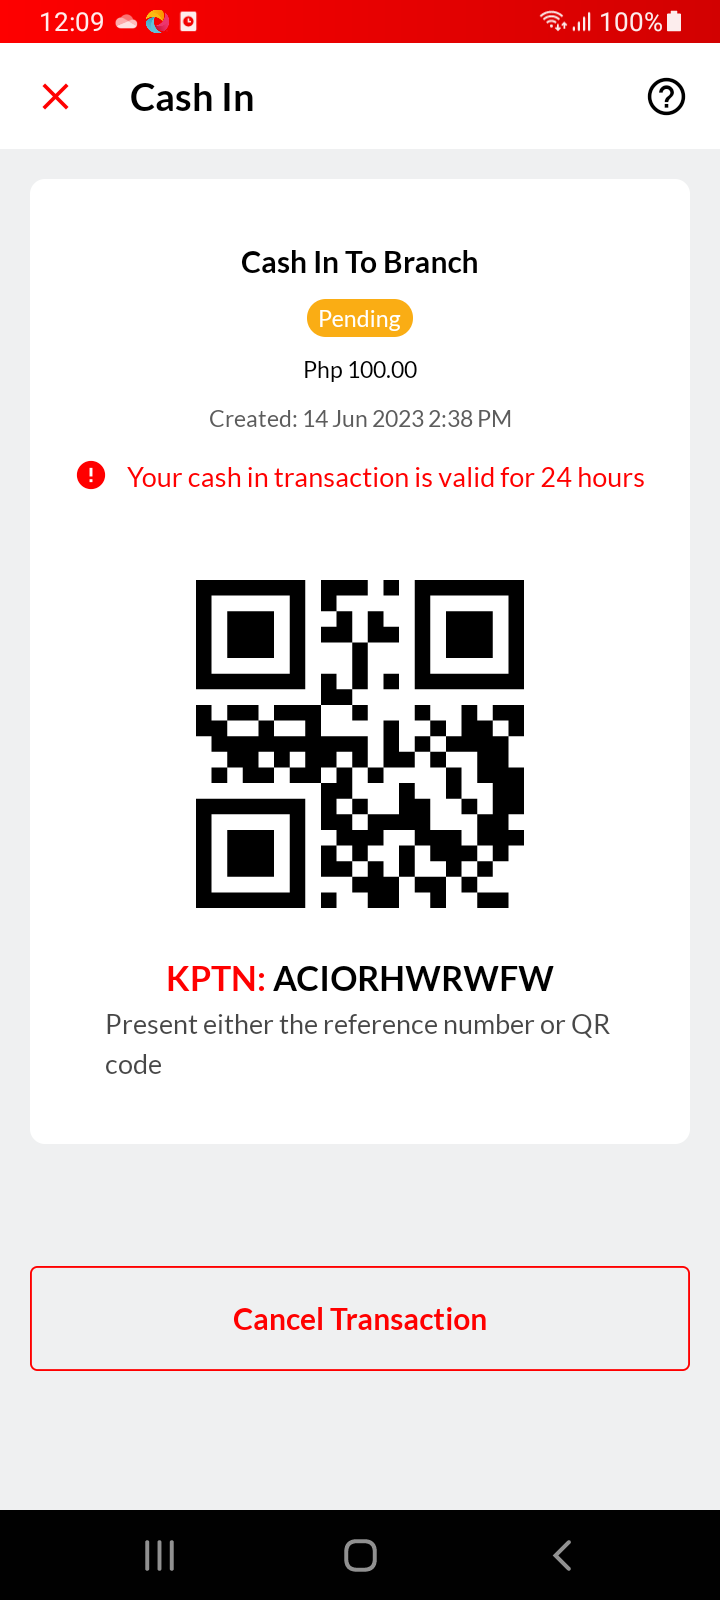 12:09
100%
Cash In
Cash In To Branch
Pending
Php 100.00
Created: 14 Jun 2023 2:38 PM
Your cash in transaction is valid for 24 hours
KPTN: ACIORHWRWFW
Present either the reference number or QR
code
Cancel Transaction